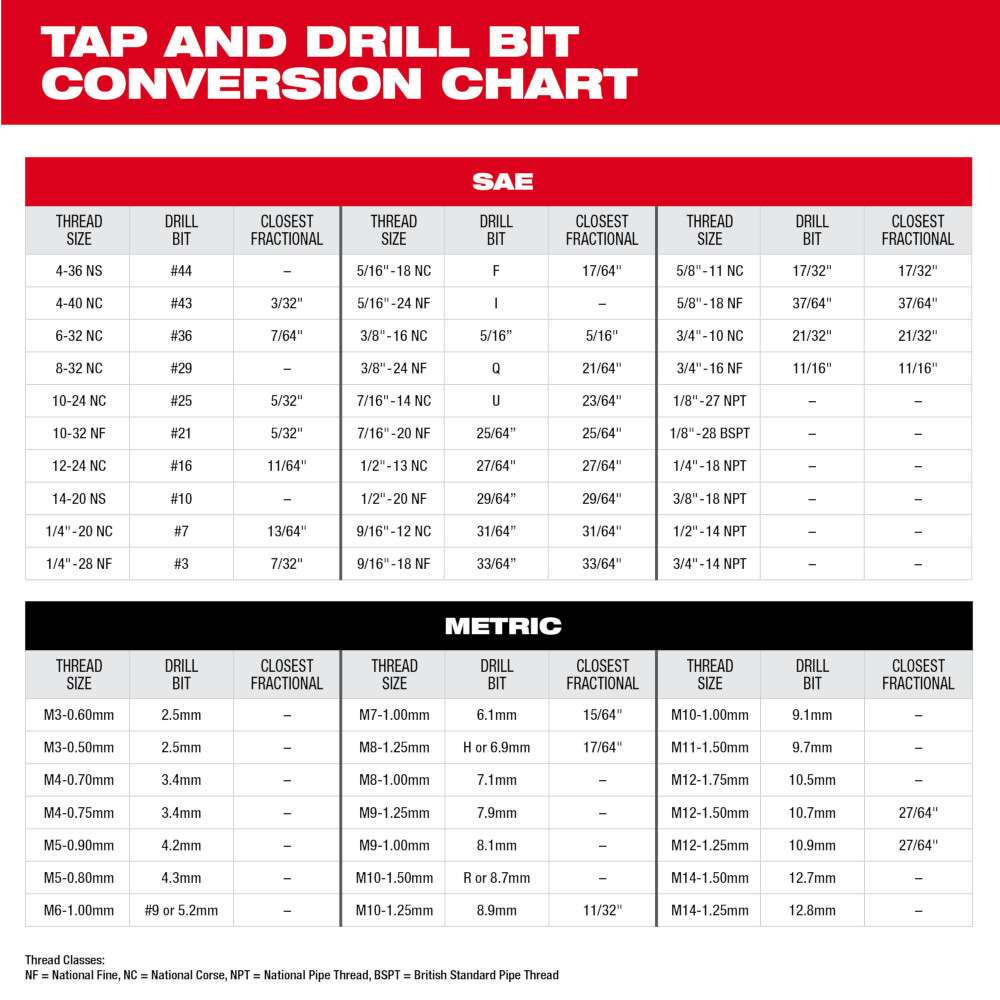 TAP AND DRILL BIT
CONVERSION CHART
SAE
THREAD SIZE DRILL BIT CLOSEST FRACTIONAL THREAD SIZE DRILL BIT CLOSEST FRACTIONAL THREAD SIZE DRILL BIT CLOSEST FRACTIONAL
4-36 NS #44 – 5/16"-18 NC F 17/64" 5/8"-11 NC 17/32" 17/32"
4-40 NC #43 3/32" 5/16"-24 NF I – 5/8"-18 NF 37/64" 37/64"
6-32 NC #36 7/64" 3/8"-16 NC 5/16” 5/16" 3/4"-10 NC 21/32" 21/32"
8-32 NC #29 – 3/8"-24 NF Q 21/64" 3/4"-16 NF 11/16" 11/16"
10-24 NC #25 5/32" 7/16"-14 NC U 23/64" 1/8"-27 NPT – –
10-32 NF #21 5/32" 7/16"-20 NF 25/64” 25/64" 1/8"-28 BSPT – –
12-24 NC #16 11/64" 1/2"-13 NC 27/64" 27/64" 1/4"-18 NPT – –
14-20 NS #10 – 1/2"-20 NF 29/64” 29/64" 3/8"-18 NPT – –
1/4"-20 NC #7 13/64" 9/16"-12 NC 31/64” 31/64" 1/2"-14 NPT – –
1/4"-28 NF #3 7/32" 9/16"-18 NF 33/64” 33/64" 3/4"-14 NPT – –
METRIC
THREAD SIZE DRILL BIT CLOSEST FRACTIONAL THREAD SIZE DRILL BIT CLOSEST FRACTIONAL THREAD SIZE DRILL BIT CLOSEST FRACTIONAL
M3-0.60mm 2.5mm – M7-1.00mm 6.1mm 15/64" M10-1.00mm 9.1mm –
M3-0.50mm 2.5mm – M8-1.25mm H or 6.9mm 17/64" M11-1.50mm 9.7mm –
M4-0.70mm 3.4mm – M8-1.00mm 7.1mm – M12-1.75mm 10.5mm –
M4-0.75mm 3.4mm – M9-1.25mm 7.9mm – M12-1.50mm 10.7mm 27/64"
M5-0.90mm 4.2mm – M9-1.00mm 8.1mm – M12-1.25mm 10.9mm 27/64"
M5-0.80mm 4.3mm – M10-1.50mm R or 8.7mm – M14-1.50mm 12.7mm –
M6-1.00mm #9 or 5.2mm – M10-1.25mm 8.9mm 11/32" M14-1.25mm 12.8mm –
Thread Classes:
NF = National Fine, NC = National Corse, NPT = National Pipe Thread, BSPT = British Standard Pipe Thread